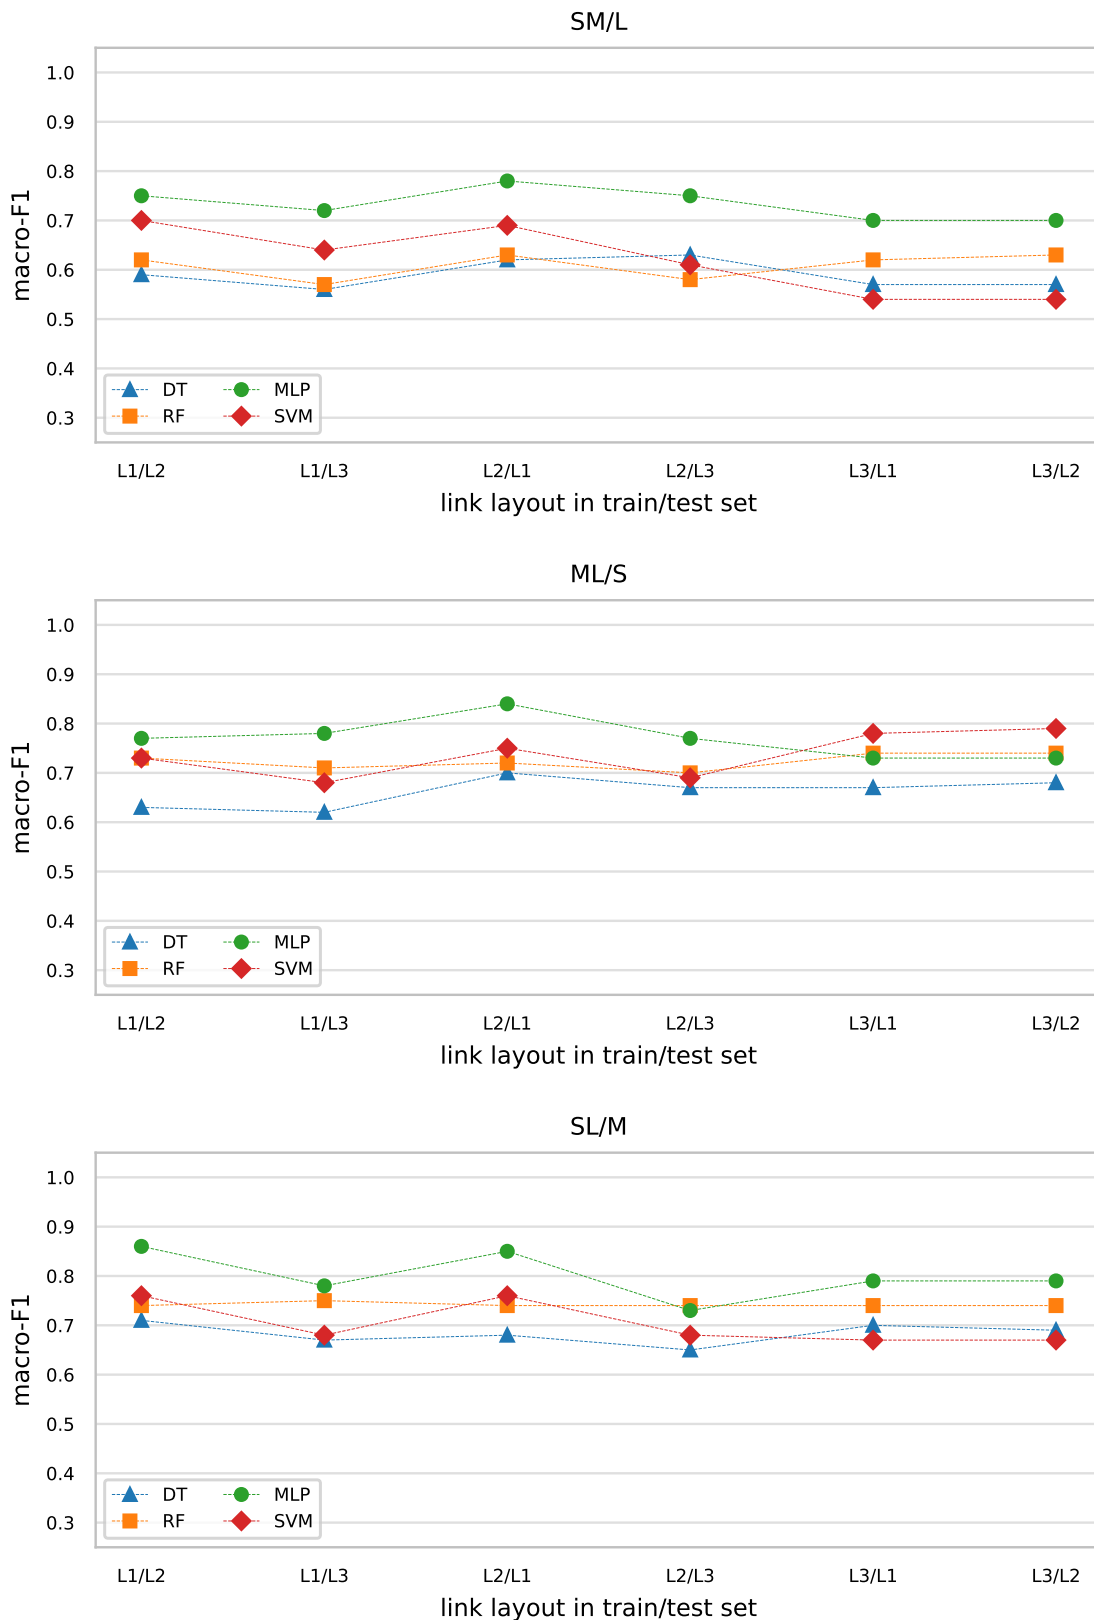 SM/L
1.0
0.9
0.8
0.7
0.6
0.5
0.4
0.3
macro-F1
DT MLP
RF SVM
L1/L2 L1/L3 L2/L1 L2/L3 L3/L1 L3/L2
link layout in train/test set
ML/S
1.0
0.9
0.8
0.7
0.6
0.5
0.4
0.3
macro-F1
DT MLP
RF SVM
L1/L2 L1/L3 L2/L1 L2/L3 L3/L1 L3/L2
link layout in train/test set
SL/M
1.0
0.9
0.8
0.7
0.6
0.5
0.4
0.3
macro-F1
DT MLP
RF SVM
L1/L2 L1/L3 L2/L1 L2/L3 L3/L1 L3/L2
link layout in train/test set